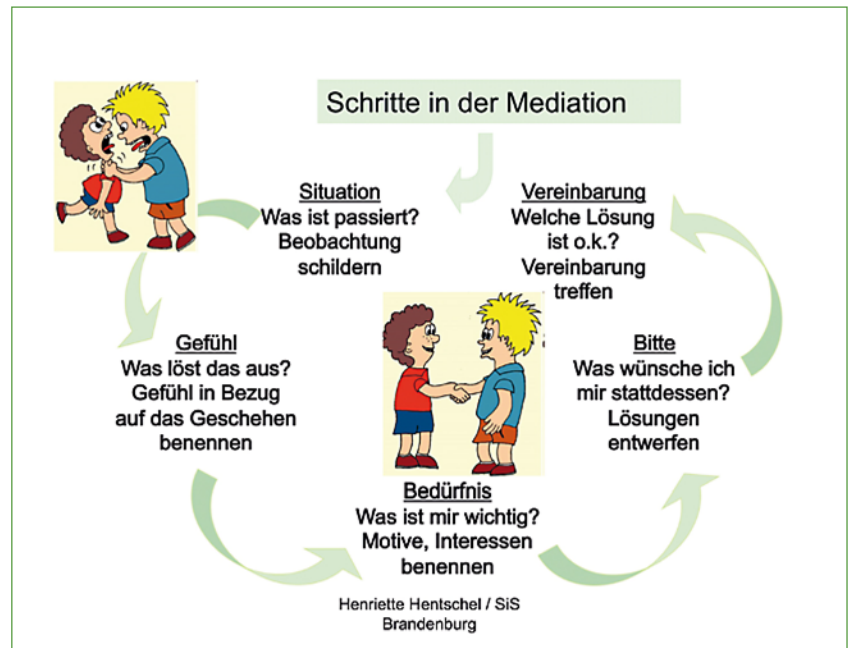 Schritte in der Mediation
Situation
Was ist passiert?
Beobachtung
schildern
Gefühl
Was löst das aus?
Gefühl in Bezug
auf das Geschehen
benennen
Bedürfnis
Was ist mir wichtig?
Motive, Interessen
benennen
Bitte
Was wünsche ich
mir stattdessen?
Lösungen
entwerfen
Vereinbarung
Welche Lösung
ist o.k.?
Vereinbarung
treffen
Henriette Hentschel / SiS
Brandenburg